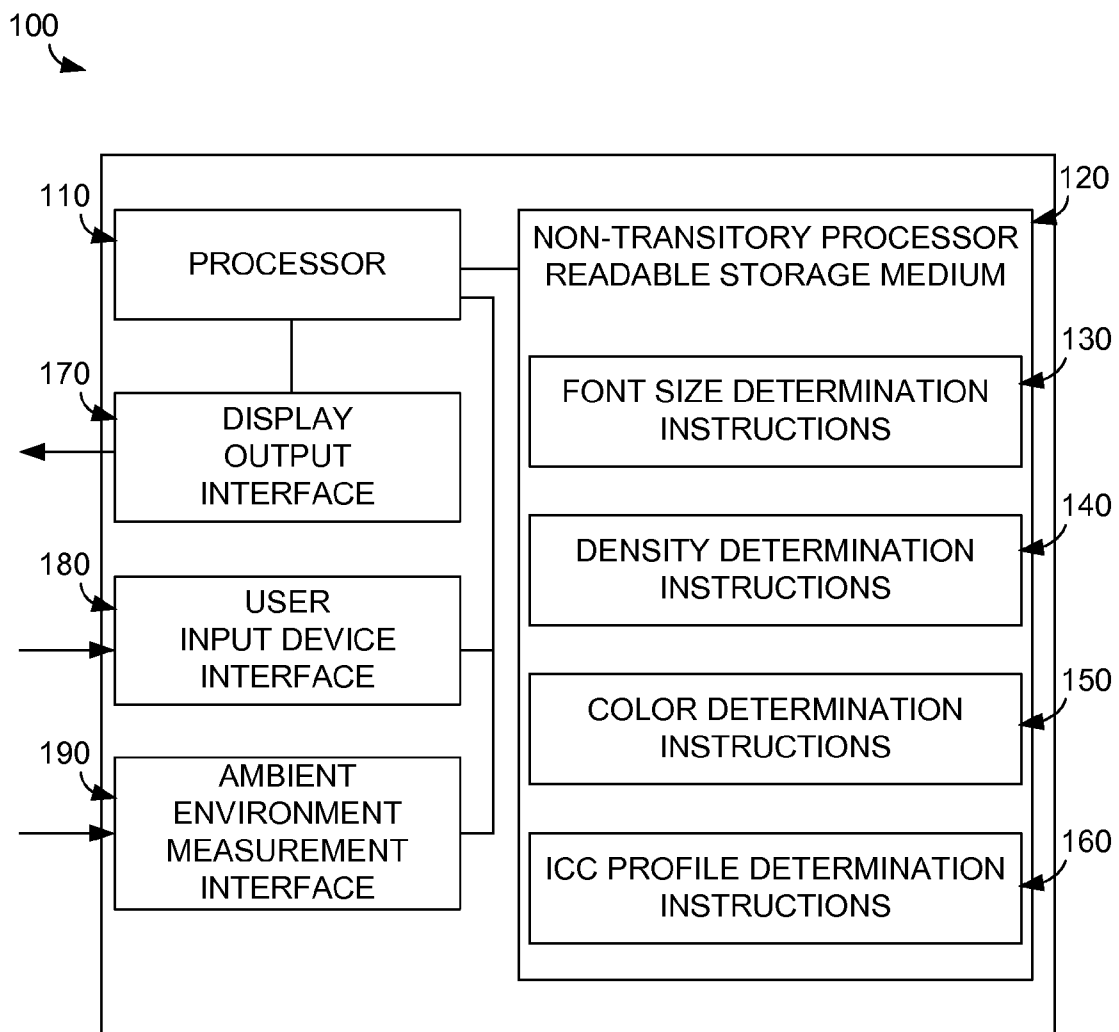 100
110
PROCESSOR
170
DISPLAY
OUTPUT
INTERFACE
180
USER
INPUT DEVICE
INTERFACE
190
AMBIENT
ENVIRONMENT
MEASUREMENT
INTERFACE
120
NON-TRANSITORY PROCESSOR
READABLE STORAGE MEDIUM
130
FONT SIZE DETERMINATION
INSTRUCTIONS
140
DENSITY DETERMINATION
INSTRUCTIONS
150
COLOR DETERMINATION
INSTRUCTIONS
160
ICC PROFILE DETERMINATION
INSTRUCTIONS